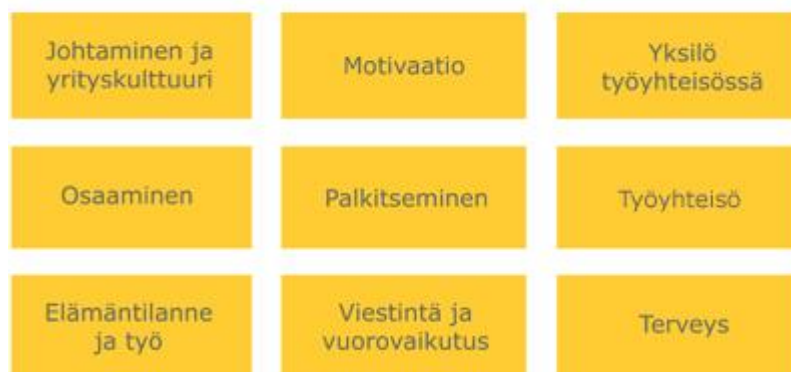 Johtaminen ja
yrityskulttuuri
Motivaatio
Yksilö
työyhteisössä
Osaaminen
Palkitseminen
Työyhteisö
Elämäntilanne
ja työ
Viestintä ja
vuorovaikutus
Terveys